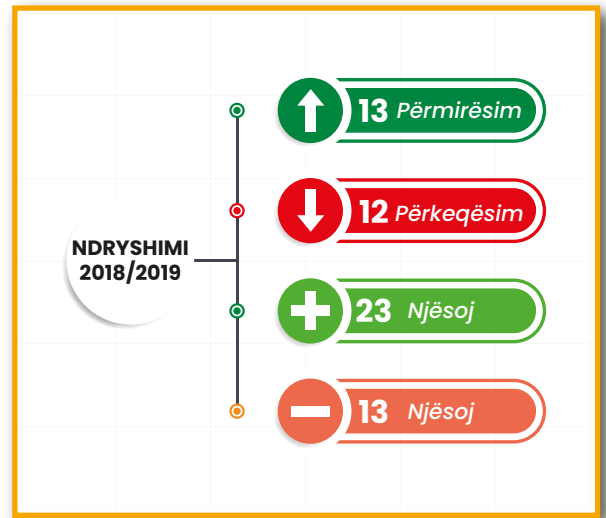 NDRYSHIMI
2018/2019
13 Përmirësim
12 Përkeqësim
23 Njësoj
13 Njësoj